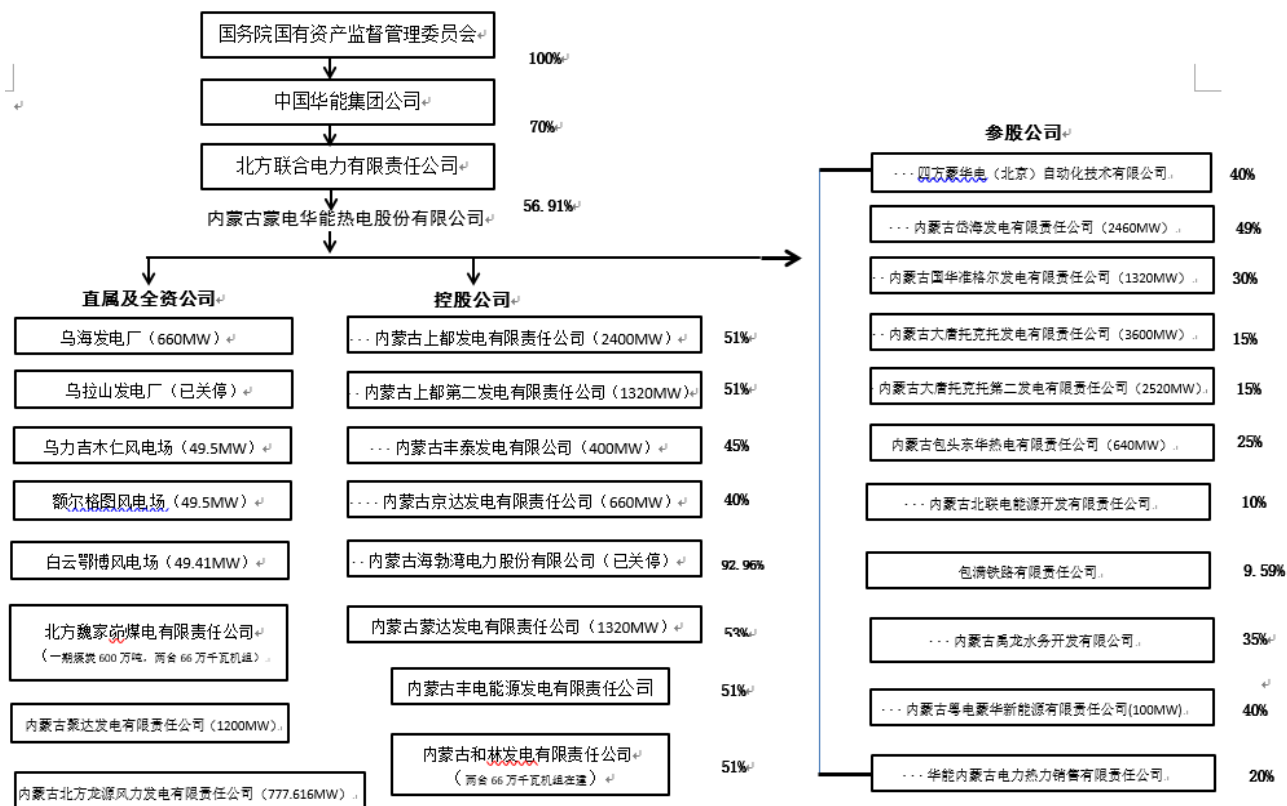 国务院国有资产监督管理委员会
100%
中国华能集团公司
70%
北方联合电力有限责任公司
56.91%
内蒙古蒙电华能热电股份有限公司
直属及全资公司
乌海发电厂（660MW）
乌拉山发电厂（已关停）
乌力吉木仁风电场（49.5MW）
额尔格图风电场（49.5MW）
白云鄂博风电场（49.41MW）
北方魏家峁煤电有限责任公司
（一期煤炭600万吨，两台66万千瓦机组）
内蒙古聚达发电有限责任公司（1200MW）
内蒙古北方龙源风力发电有限责任公司（777.616MW）
控股公司
内蒙古上都发电有限责任公司（2400MW） 51%
内蒙古上都第二发电有限责任公司（1320MW） 51%
内蒙古丰泰发电有限公司（400MW） 45%
内蒙古京达发电有限责任公司（660MW） 40%
内蒙古海勃湾电力股份有限公司（已关停） 92.96%
内蒙古蒙达发电有限责任公司（1320MW） 53%
内蒙古丰电能源发电有限责任公司 51%
内蒙古和林发电有限责任公司 51%
（两台66万千瓦机组在建）
参股公司
四方蒙华电（北京）自动化技术有限公司 40%
内蒙古岱海发电有限责任公司（2460MW） 49%
内蒙古国华准格尔发电有限责任公司（1320MW） 30%
内蒙古大唐托克托发电有限责任公司（3600MW） 15%
内蒙古大唐托克托第二发电有限责任公司（2520MW） 15%
内蒙古包头东华热电有限责任公司（640MW） 25%
内蒙古北联电能源开发有限责任公司 10%
包满铁路有限责任公司 9.59%
内蒙古禹龙水务开发有限公司 35%
内蒙古粤电蒙华新能源有限责任公司(100MW) 40%
华能内蒙古电力热力销售有限责任公司 20%